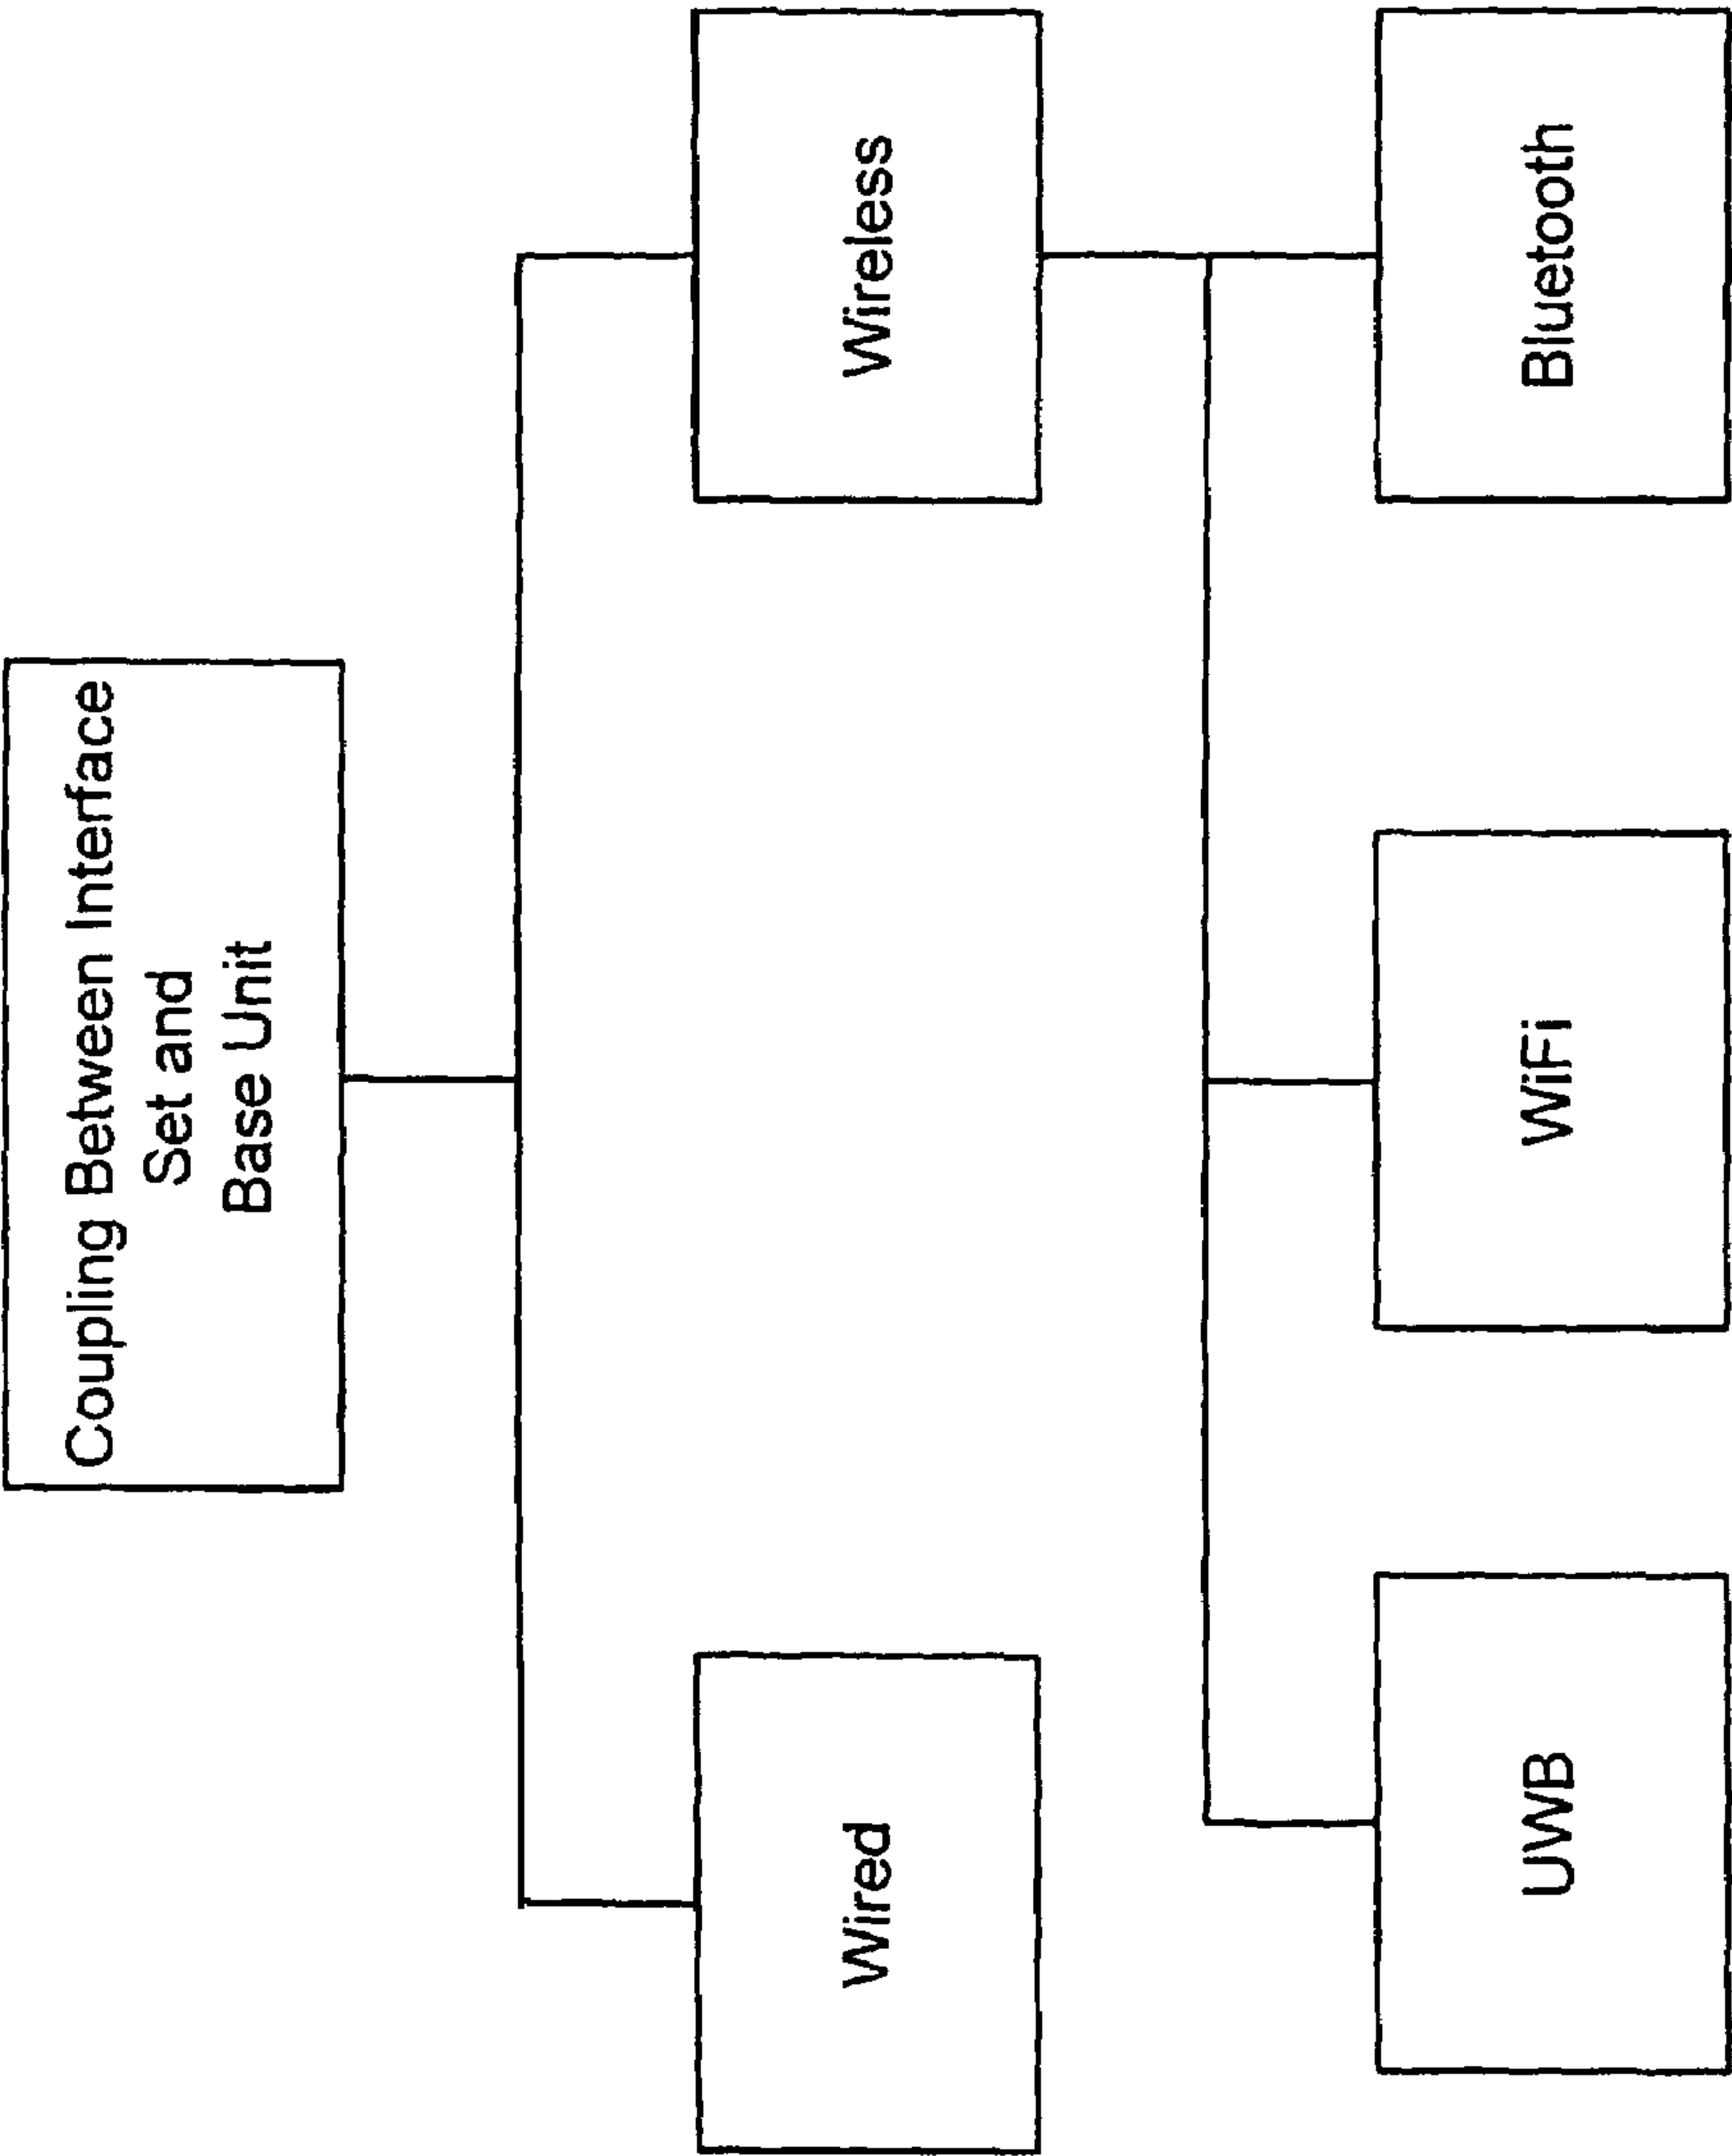 Coupling Between Interface
Set and
Base Unit
Wired
Wireless
UWB
WiFi
Bluetooth